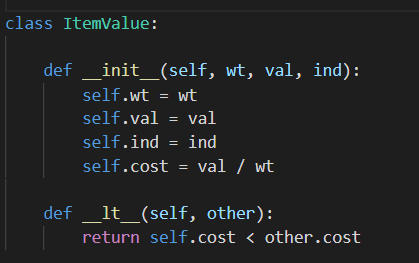 class ItemValue:
    def __init__(self, wt, val, ind):
        self.wt = wt
        self.val = val
        self.ind = ind
        self.cost = val / wt
    def __lt__(self, other):
        return self.cost < other.cost